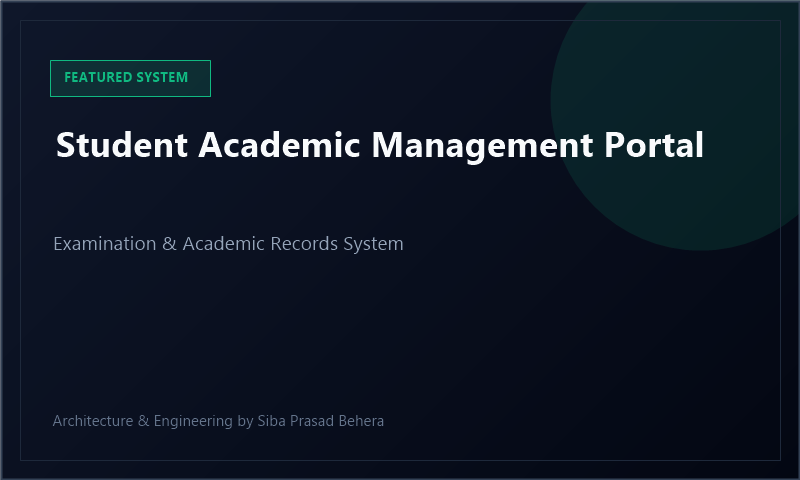 FEATURED SYSTEM
Student Academic Management Portal
Examination & Academic Records System
Architecture & Engineering by Siba Prasad Behera